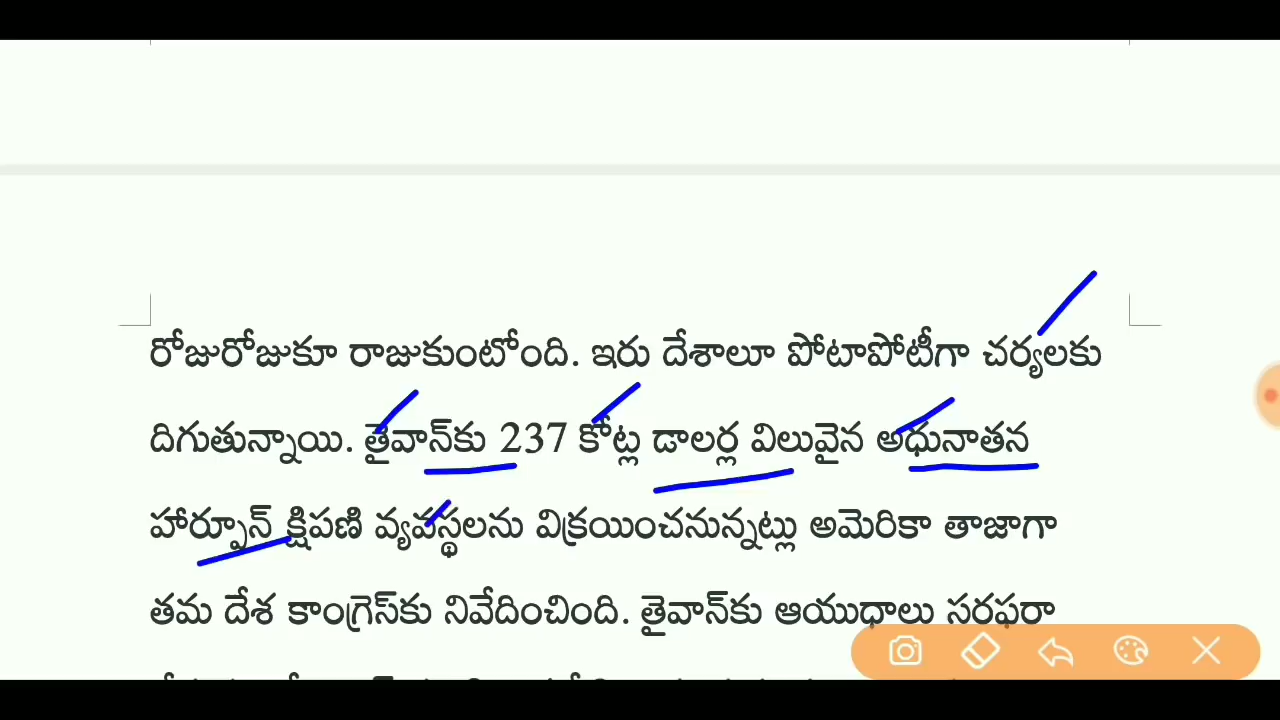 రోజురోజుకూ రాజుకుంటోంది. ఇరు దేశాలూ పోటాపోటీగా చర్యలకు
దిగుతున్నాయి. తైవాన్‌కు 237 కోట్ల డాలర్ల విలువైన అధునాతన
హార్పూన్ క్షిపణి వ్యవస్థలను విక్రయించనున్నట్లు అమెరికా తాజాగా
తమ దేశ కాంగ్రెస్‌కు నివేదించింది. తైవాన్‌కు ఆయుధాలు సరఫరా